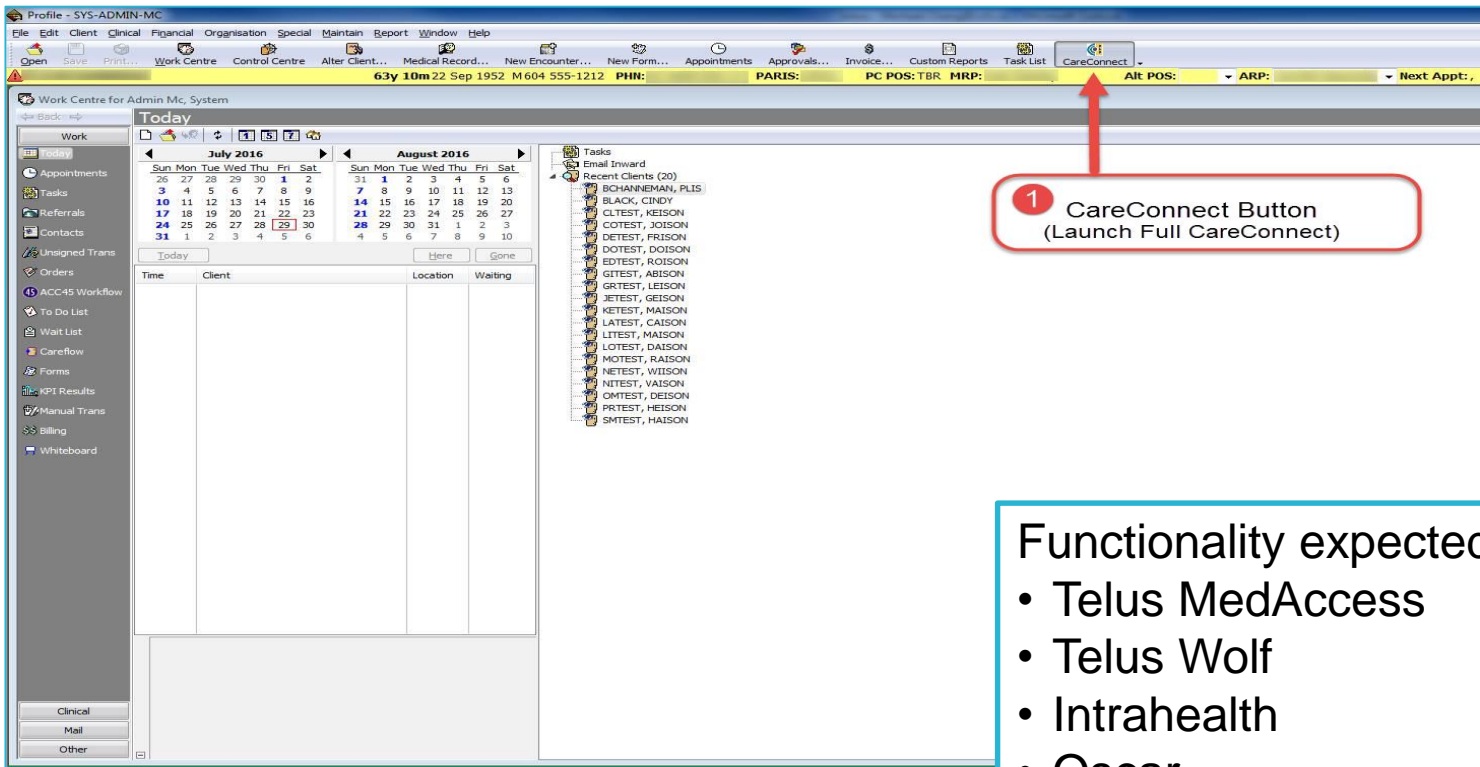 Profile - SYS-ADMIN-MC
File Edit Client Clinical Financial Organisation Special Maintain Report Window Help
Open Save Print... Work Centre Control Centre Alter Client... Medical Record... New Encounter... New Form... Appointments Approvals... Invoice... Custom Reports Task List CareConnect
63y 10m 22 Sep 1952 M 604 555-1212 PHN: PARIS: PC POS: TBR MRP: Alt POS: ARP: Next Appt: ,
Work Centre for Admin Mc, System
Back
Work
Today
Appointments
Tasks
Referrals
Contacts
Unsigned Trans
Orders
ACC45 Workflow
To Do List
Wait List
Careflow
Forms
KPI Results
Manual Trans
Billing
Whiteboard
Clinical
Mail
Other
Today
1 5 7
July 2016
Sun Mon Tue Wed Thu Fri Sat
26 27 28 29 30 1 2
3 4 5 6 7 8 9
10 11 12 13 14 15 16
17 18 19 20 21 22 23
24 25 26 27 28 29 30
31 1 2 3 4 5 6
August 2016
Sun Mon Tue Wed Thu Fri Sat
31 1 2 3 4 5 6
7 8 9 10 11 12 13
14 15 16 17 18 19 20
21 22 23 24 25 26 27
28 29 30 31 1 2 3
4 5 6 7 8 9 10
Today Here Gone
Time Client Location Waiting
Tasks
Email Inward
Recent Clients (20)
BCHANNEMAN, PLIS
BLACK, CINDY
CLTEST, KEISON
COTEST, JOISON
DETEST, FRISON
DOTEST, DOISON
EDTEST, ROISON
GITEST, ABISON
GRTEST, LEISON
JETEST, GEISON
KETEST, MAISON
LATEST, CAISON
LITEST, MAISON
LOTEST, DAISON
MOTEST, RAISON
NETEST, WIISON
NITEST, VAISON
OMTEST, DEISON
PRTEST, HEISON
SMTEST, HAISON
1 CareConnect Button
(Launch Full CareConnect)
Functionality expected
• Telus MedAccess
• Telus Wolf
• Intrahealth
• Oscar